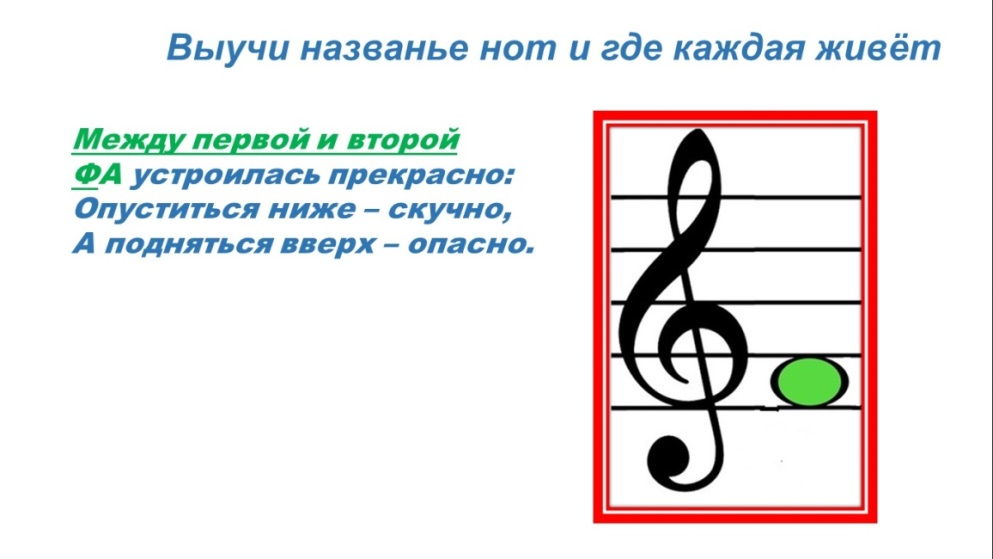 Выучи названье нот и где каждая живёт
Между первой и второй
ФА устроилась прекрасно:
Опуститься ниже – скучно,
А подняться вверх – опасно.